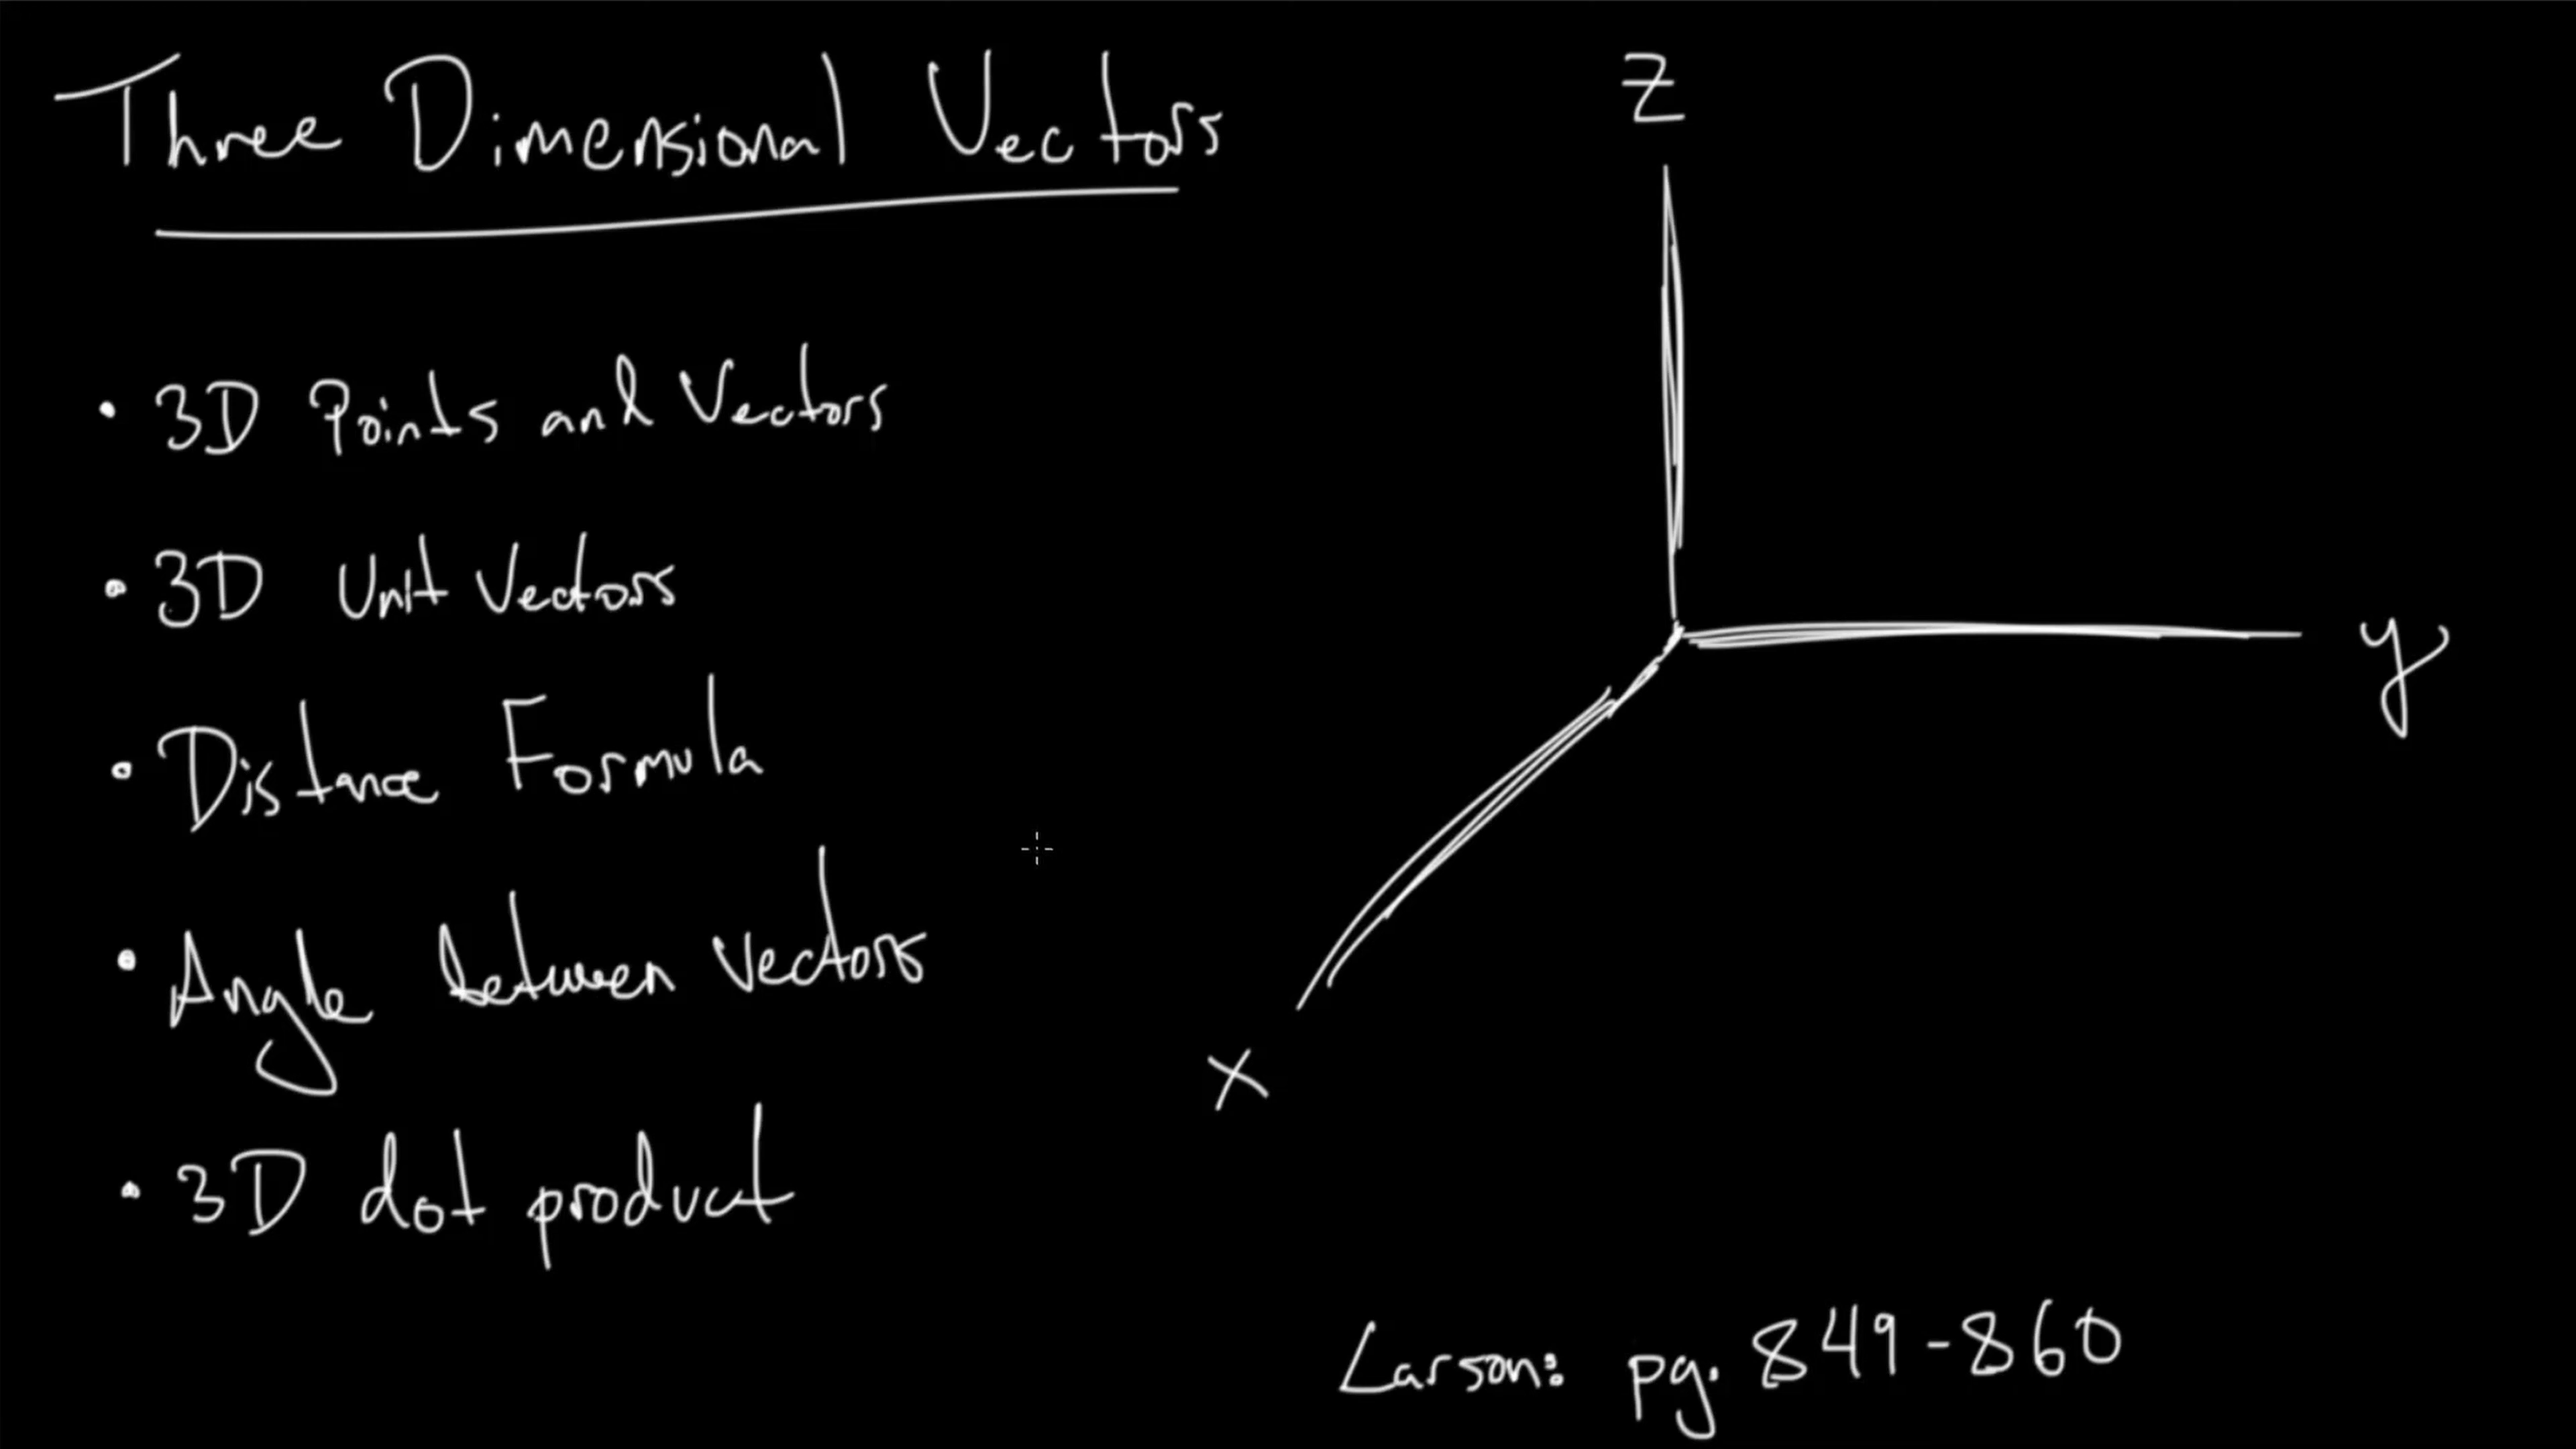 Three Dimensional Vectors
• 3D Points and Vectors
• 3D Unit Vectors
• Distance Formula
• Angle between vectors
• 3D dot product
z
y
x
Larson: pg. 849-860